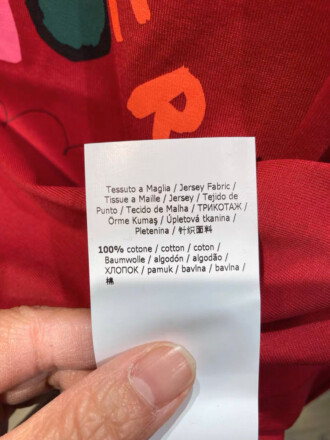 R
Tessuto a Maglia / Jersey Fabric /
Tissue a Maille / Jersey / Tejido de
Punto / Tecido de Malha / ТРИКОТАЖ /
Örme Kumaş / Úpletová tkanina /
Pletenina / 针织面料
100% cotone / cotton / coton /
Baumwolle / algodón / algodão /
ХЛОПОК / pamuk / bavlna / bavlna /
棉